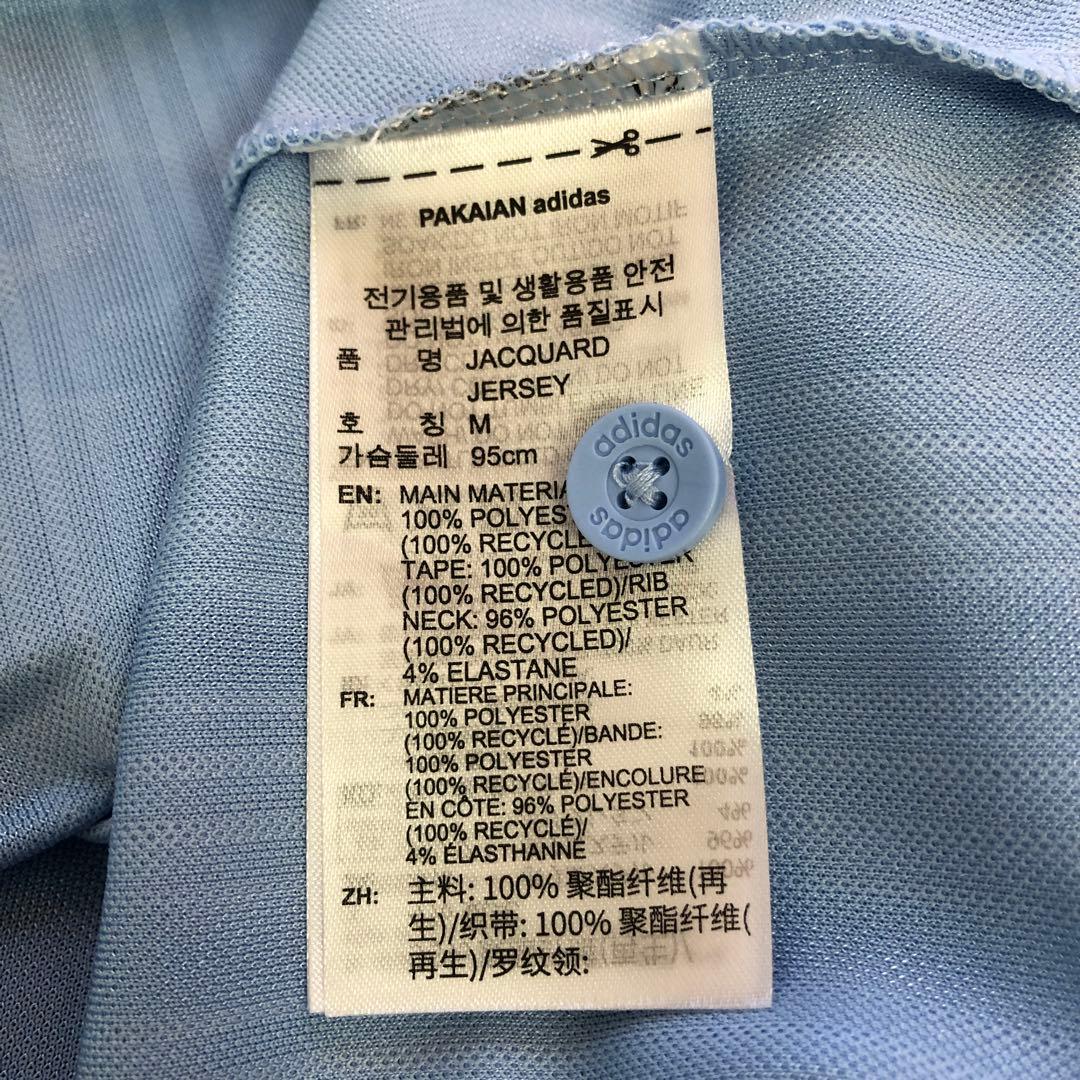 PAKAIAN adidas
전기용품 및 생활용품 안전
관리법에 의한 품질표시
품 명 JACQUARD
JERSEY
호 칭 M
가슴둘레 95cm
EN: MAIN MATERIA
100% POLYES
(100% RECYCLE
TAPE: 100% POLYESTER
(100% RECYCLED)/RIB
NECK: 96% POLYESTER
(100% RECYCLED)/
4% ELASTANE
FR: MATIERE PRINCIPALE:
100% POLYESTER
(100% RECYCLÉ)/BANDE:
100% POLYESTER
(100% RECYCLÉ)/ENCOLURE
EN CÔTE: 96% POLYESTER
(100% RECYCLÉ)/
4% ÉLASTHANNE
ZH: 主料: 100% 聚酯纤维(再
生)/织带: 100% 聚酯纤维(
再生)/罗纹领:
adidas
adidas